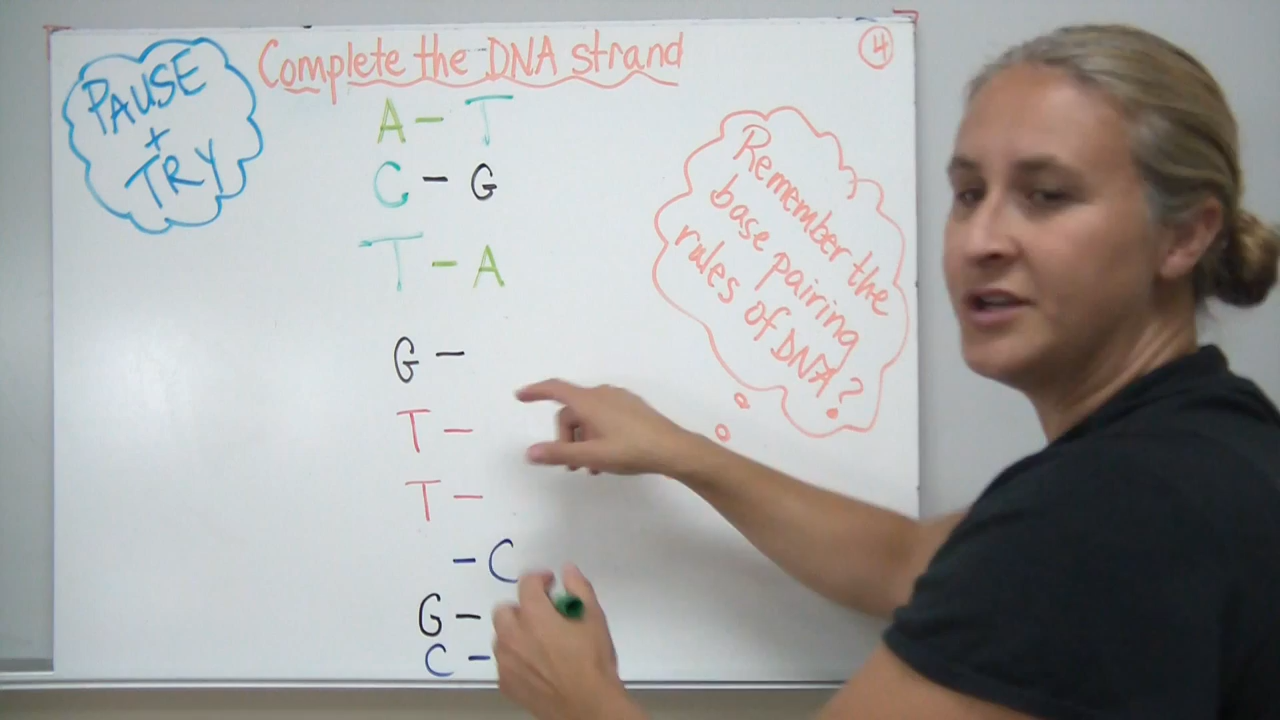 PAUSE
+
TRY
Complete the DNA strand
4
A - T
C - G
T - A
G -
T -
T -
- C
G -
C -
Remember the
base pairing
rules of DNA?